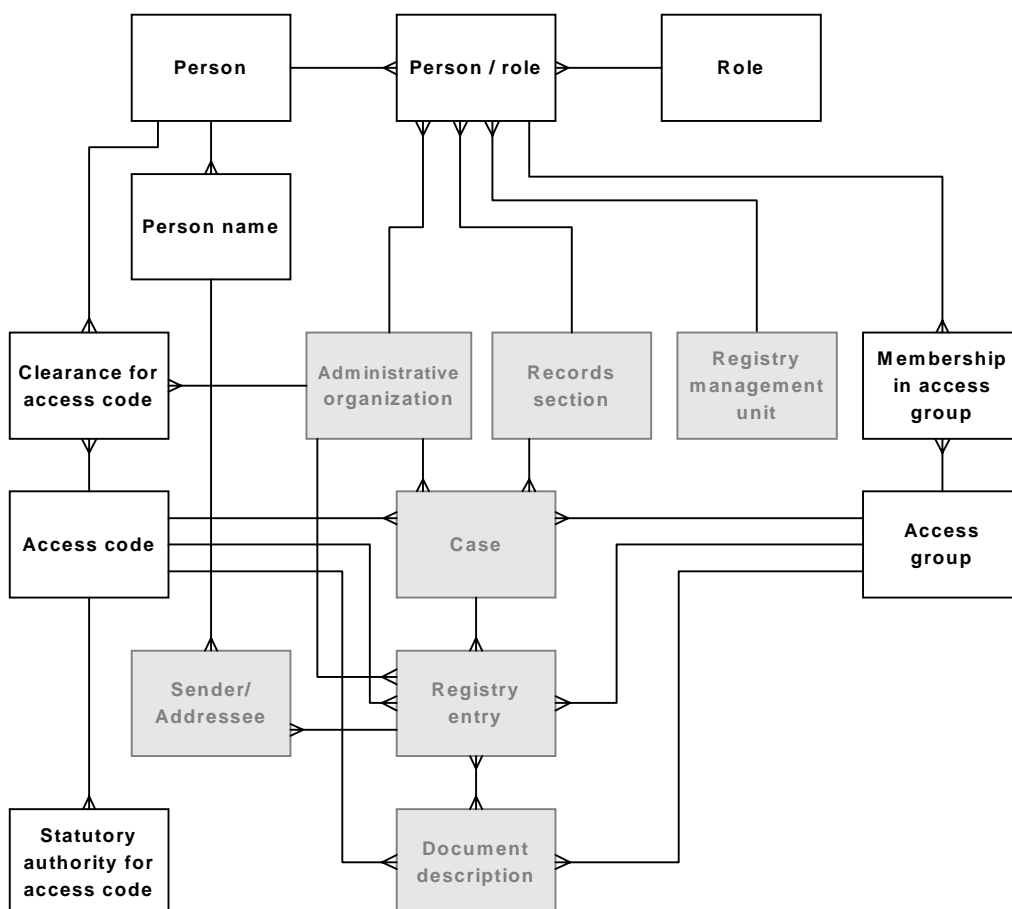 Person
Person / role
Role
Person name
Clearance for
access code
Administrative
organization
Records
section
Registry
management
unit
Membership
in access
group
Access code
Case
Access
group
Sender/
Addressee
Registry
entry
Statutory
authority for
access code
Document
description